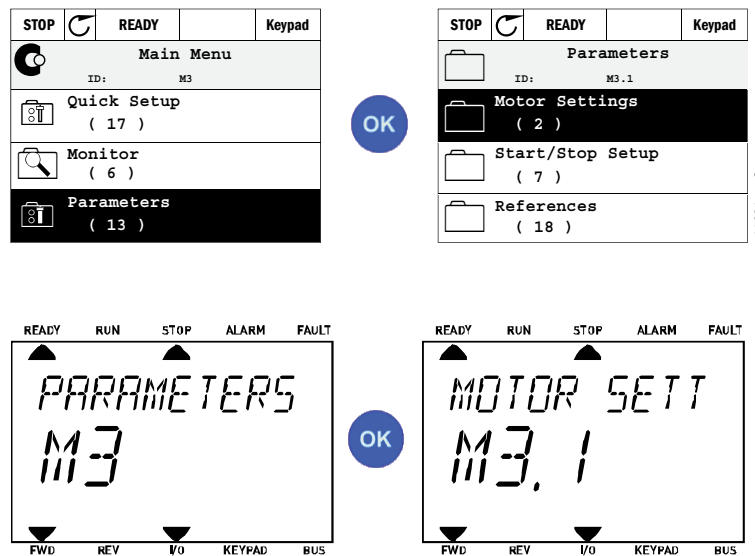 STOP READY Keypad
Main Menu
ID: M3
Quick Setup
( 17 )
Monitor
( 6 )
Parameters
( 13 )
OK
STOP READY Keypad
Parameters
ID: M3.1
Motor Settings
( 2 )
Start/Stop Setup
( 7 )
References
( 18 )
READY RUN STOP ALARM FAULT
PARAMETERS
M3
FWD REV I/O KEYPAD BUS
OK
READY RUN STOP ALARM FAULT
MOTOR SETT
M3.1
FWD REV I/O KEYPAD BUS